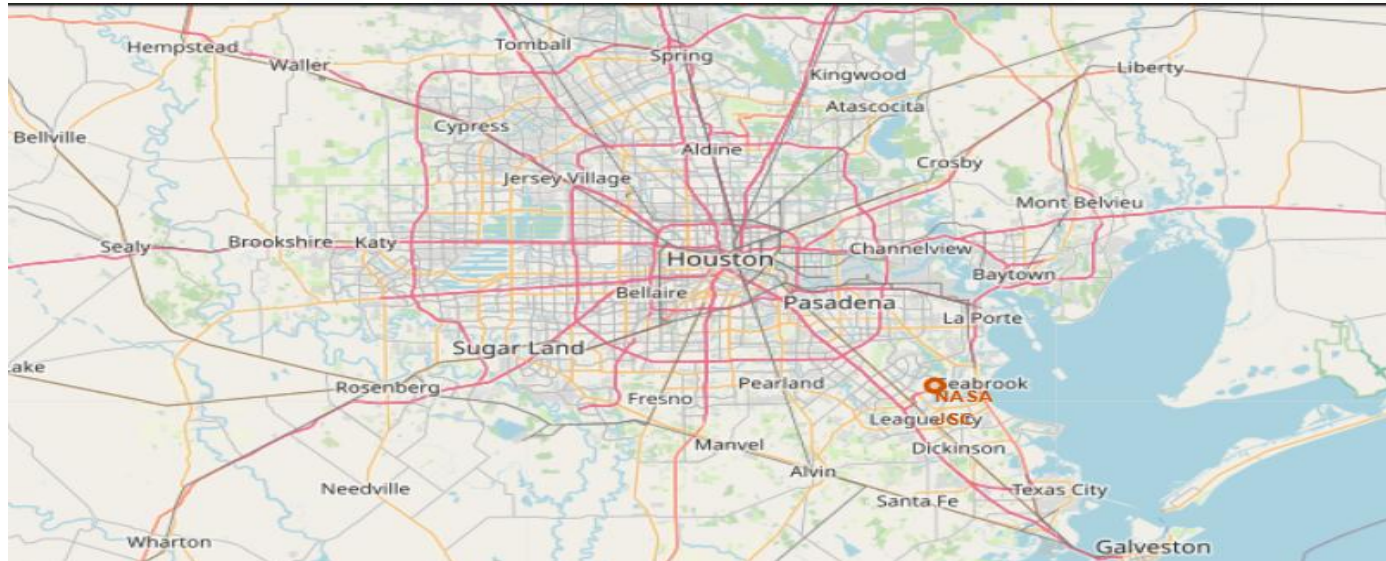 Tomball
Hempstead
Spring
Waller
Liberty
Kingwood
Atascocita
Cypress
Bellville
Aldine
Crosby
Jersey Village
Mont Belvieu
Brookshire
Katy
Sealy
Channelview
Houston
Baytown
Bellaire
Pasadena
La Porte
Sugar Land
Lake
Pearland
eabrook
Rosenberg
NASA
Fresno
League City
JSC
Manvel
Dickinson
Alvin
Needville
Texas City
Santa Fe
Wharton
Galveston